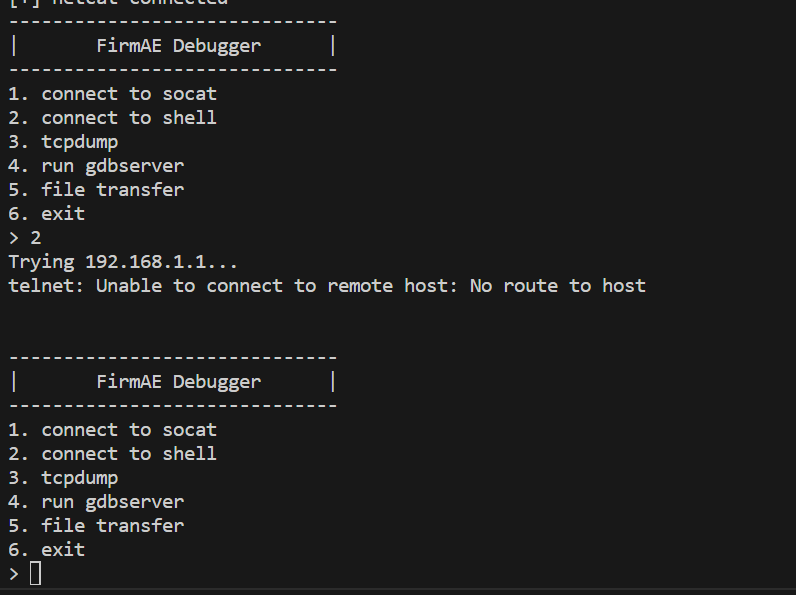 [+] netcat connected
------------------------------
|       FirmAE Debugger      |
------------------------------
1. connect to socat
2. connect to shell
3. tcpdump
4. run gdbserver
5. file transfer
6. exit
> 2
Trying 192.168.1.1...
telnet: Unable to connect to remote host: No route to host
------------------------------
|       FirmAE Debugger      |
------------------------------
1. connect to socat
2. connect to shell
3. tcpdump
4. run gdbserver
5. file transfer
6. exit
>